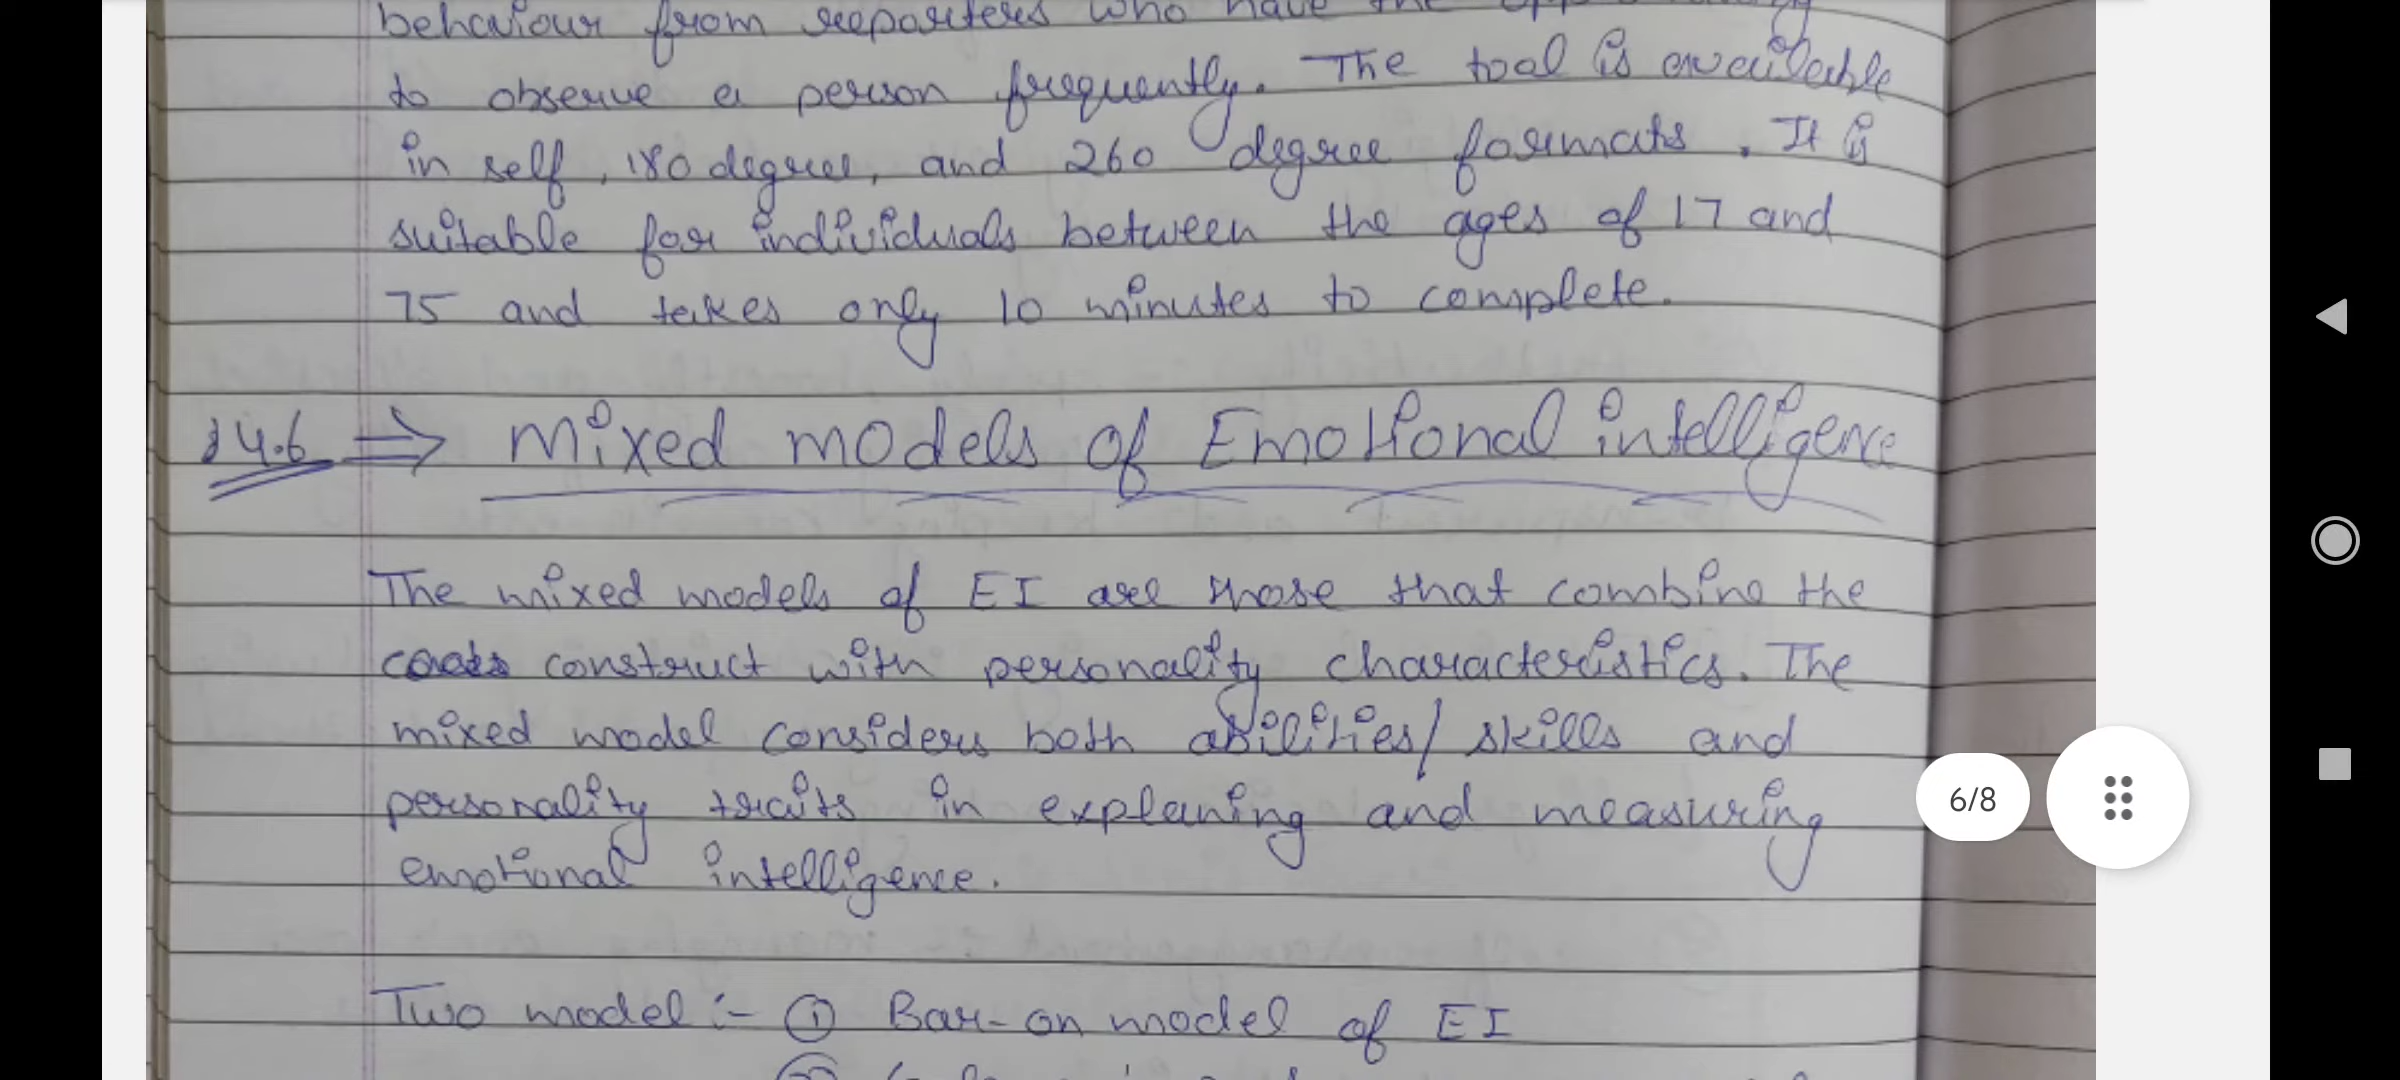 behaviour from reporters who have the opp
to observe a person frequently. The tool is available
in self, 180 degree, and 260 degree formats. It is
suitable for individuals between the ages of 17 and
75 and takes only 10 minutes to complete.
14.6 ⇒ Mixed models of Emotional intelligence
The mixed models of EI are those that combine the
construct with personality characteristics. The
mixed model considers both abilities/skills and
personality traits in explaning and measuring
emotional intelligence.
6/8
Two model :- ① Bar-on model of EI